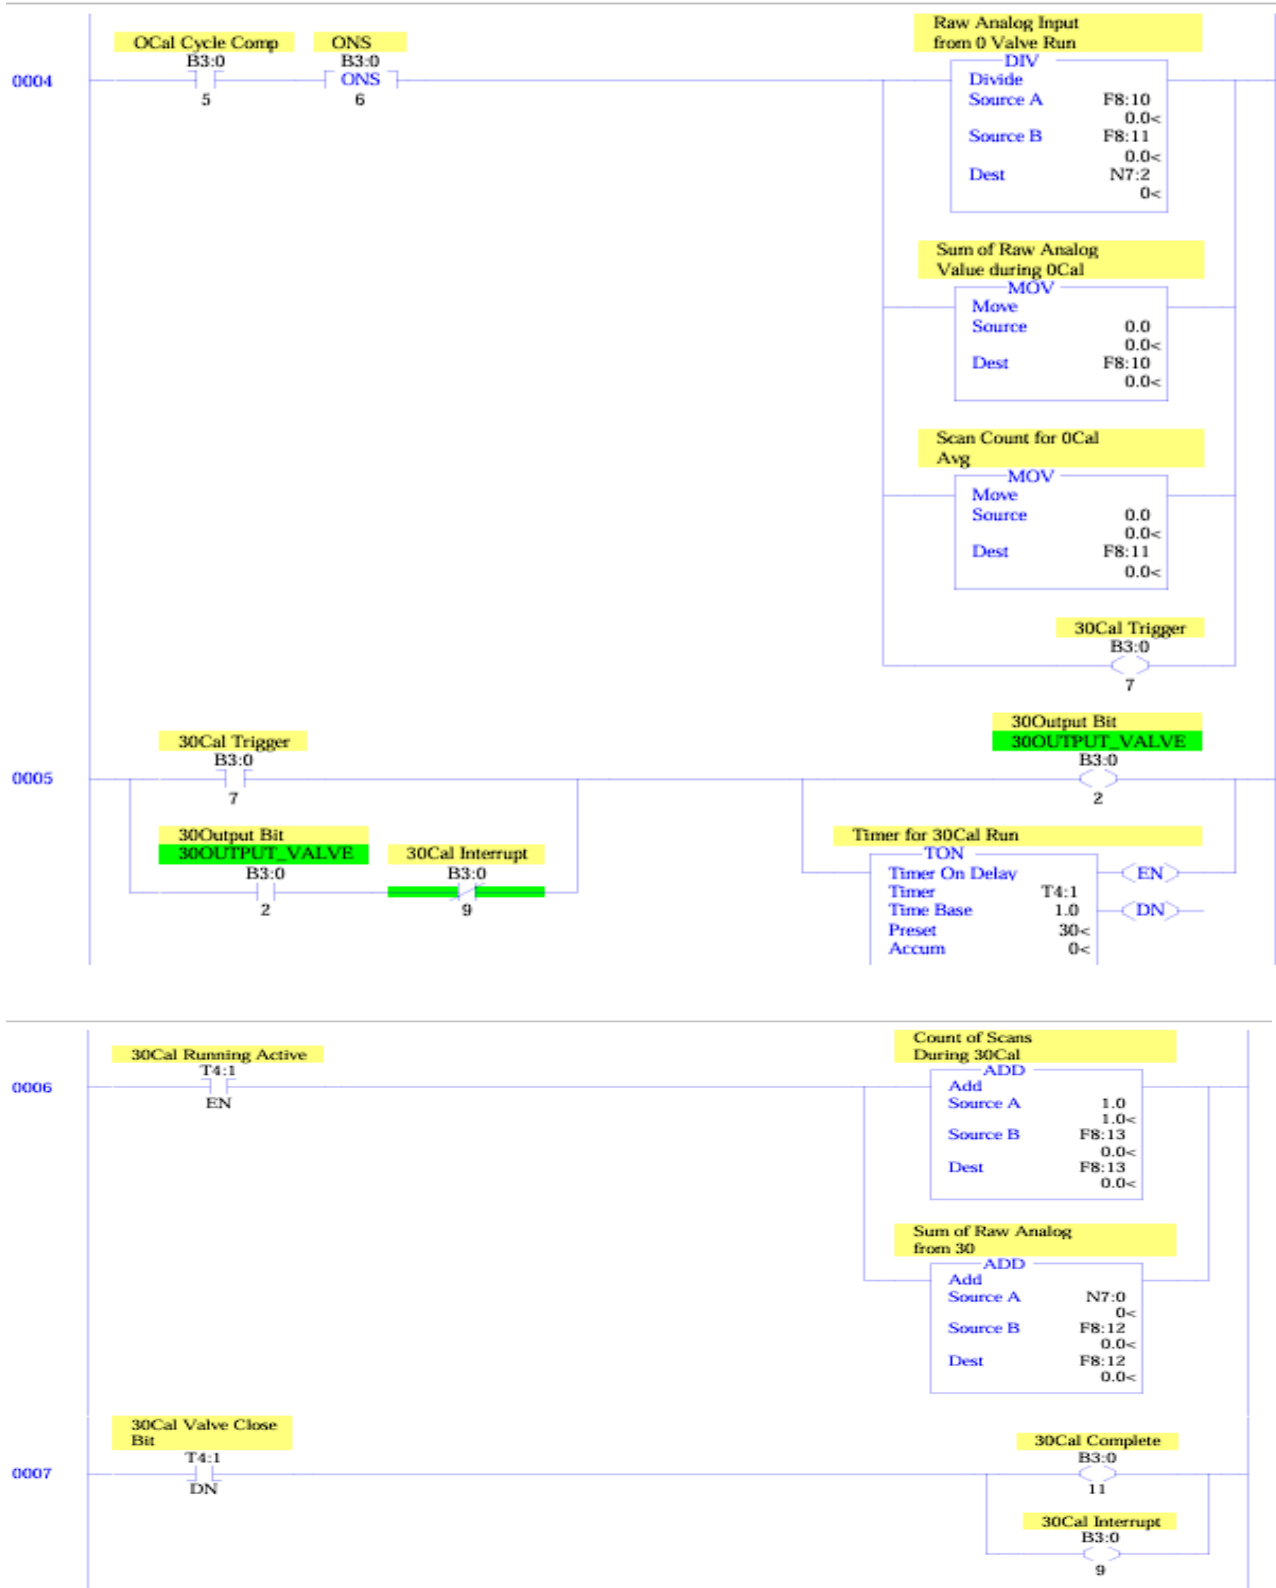 OCal Cycle Comp
B3:0
5
ONS
B3:0
ONS
6
0004
Raw Analog Input
from 0 Valve Run
DIV
Divide
Source A F8:10
0.0<
Source B F8:11
0.0<
Dest N7:2
0<
Sum of Raw Analog
Value during 0Cal
MOV
Move
Source 0.0
0.0<
Dest F8:10
0.0<
Scan Count for 0Cal
Avg
MOV
Move
Source 0.0
0.0<
Dest F8:11
0.0<
30Cal Trigger
B3:0
7
0005
30Cal Trigger
B3:0
7
30Output Bit
30OUTPUT_VALVE
B3:0
2
30Cal Interrupt
B3:0
9
30Output Bit
30OUTPUT_VALVE
B3:0
2
Timer for 30Cal Run
TON
Timer On Delay
Timer T4:1
Time Base 1.0
Preset 30<
Accum 0<
EN
DN
0006
30Cal Running Active
T4:1
EN
Count of Scans
During 30Cal
ADD
Add
Source A 1.0
1.0<
Source B F8:13
0.0<
Dest F8:13
0.0<
Sum of Raw Analog
from 30
ADD
Add
Source A N7:0
0<
Source B F8:12
0.0<
Dest F8:12
0.0<
0007
30Cal Valve Close
Bit
T4:1
DN
30Cal Complete
B3:0
11
30Cal Interrupt
B3:0
9